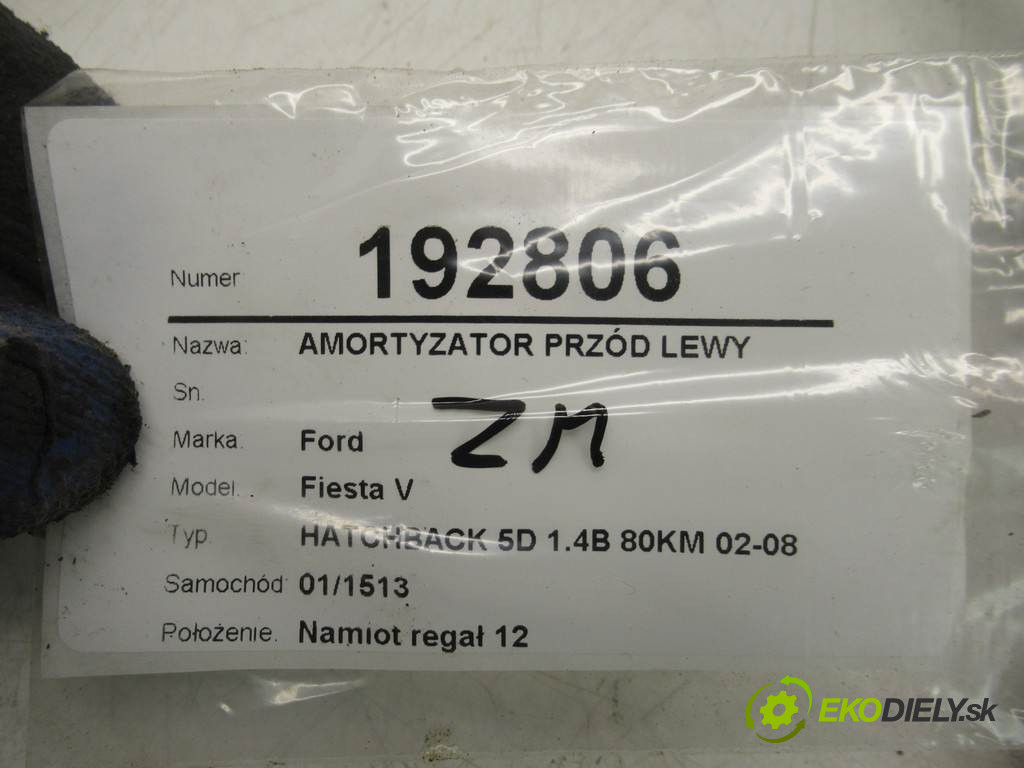 Numer 192806
Nazwa: AMORTYZATOR PRZÓD LEWY
Sn.
ZM
Marka: Ford
Model: Fiesta V
Typ. HATCHBACK 5D 1.4B 80KM 02-08
Samochód 01/1513
Położenie. Namiot regał 12
EKODIELY.sk